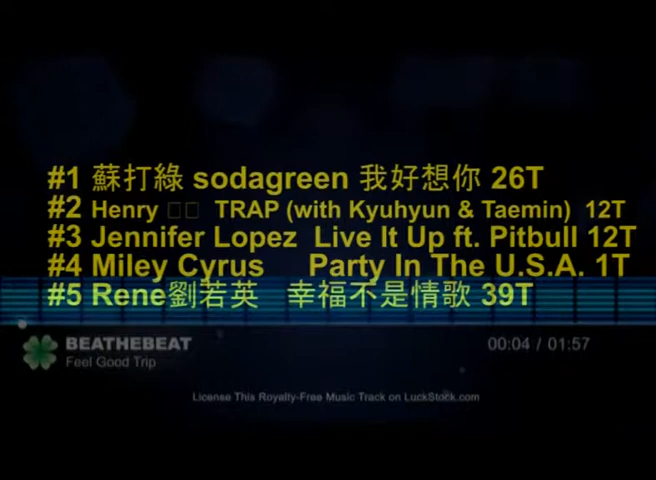 #1 蘇打綠 sodagreen 我好想你 26T
#2 Henry □□ TRAP (with Kyuhyun & Taemin) 12T
#3 Jennifer Lopez Live It Up ft. Pitbull 12T
#4 Miley Cyrus Party In The U.S.A. 1T
#5 Rene劉若英 幸福不是情歌 39T
BEATHEBEAT
00:04 / 01:57
Feel Good Trip
License This Royalty-Free Music Track on LuckStock.com